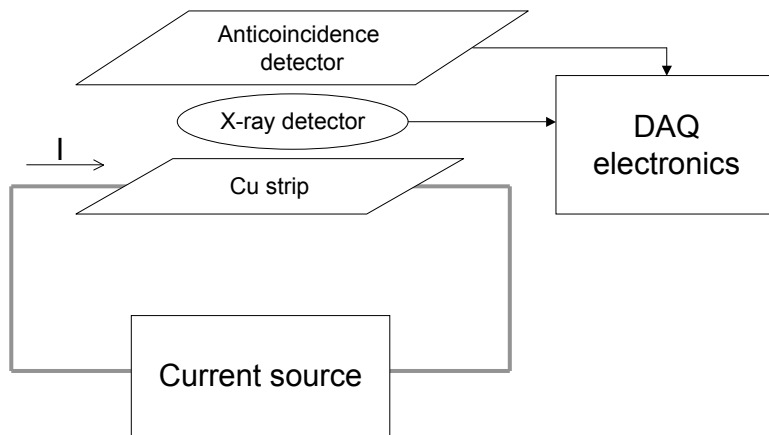 Anticoincidence
detector
X-ray detector
DAQ
electronics
I
Cu strip
Current source